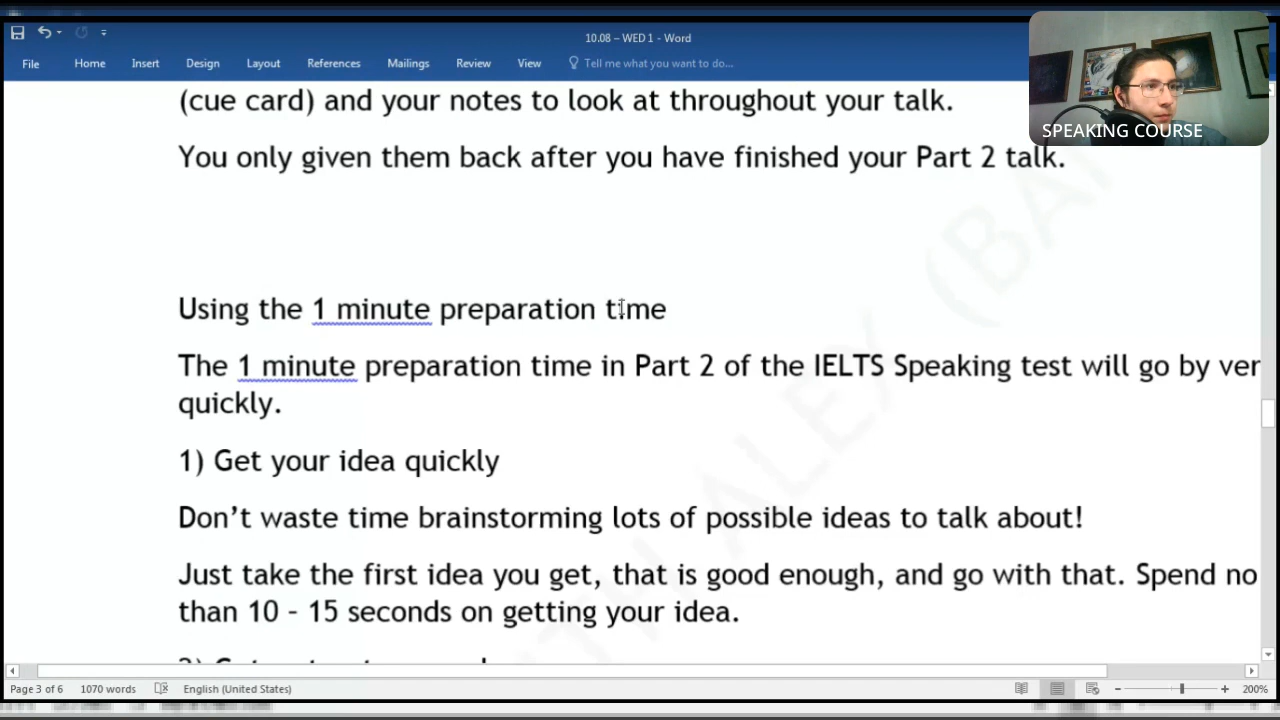 10.08 – WED 1 - Word
File Home Insert Design Layout References Mailings Review View Tell me what you want to do...
SPEAKING COURSE
(cue card) and your notes to look at throughout your talk.
You only given them back after you have finished your Part 2 talk.
Using the 1 minute preparation time
The 1 minute preparation time in Part 2 of the IELTS Speaking test will go by ver
quickly.
1) Get your idea quickly
Don’t waste time brainstorming lots of possible ideas to talk about!
Just take the first idea you get, that is good enough, and go with that. Spend no
than 10 – 15 seconds on getting your idea.
ALEX (BA
Page 3 of 6 1070 words English (United States) 200%